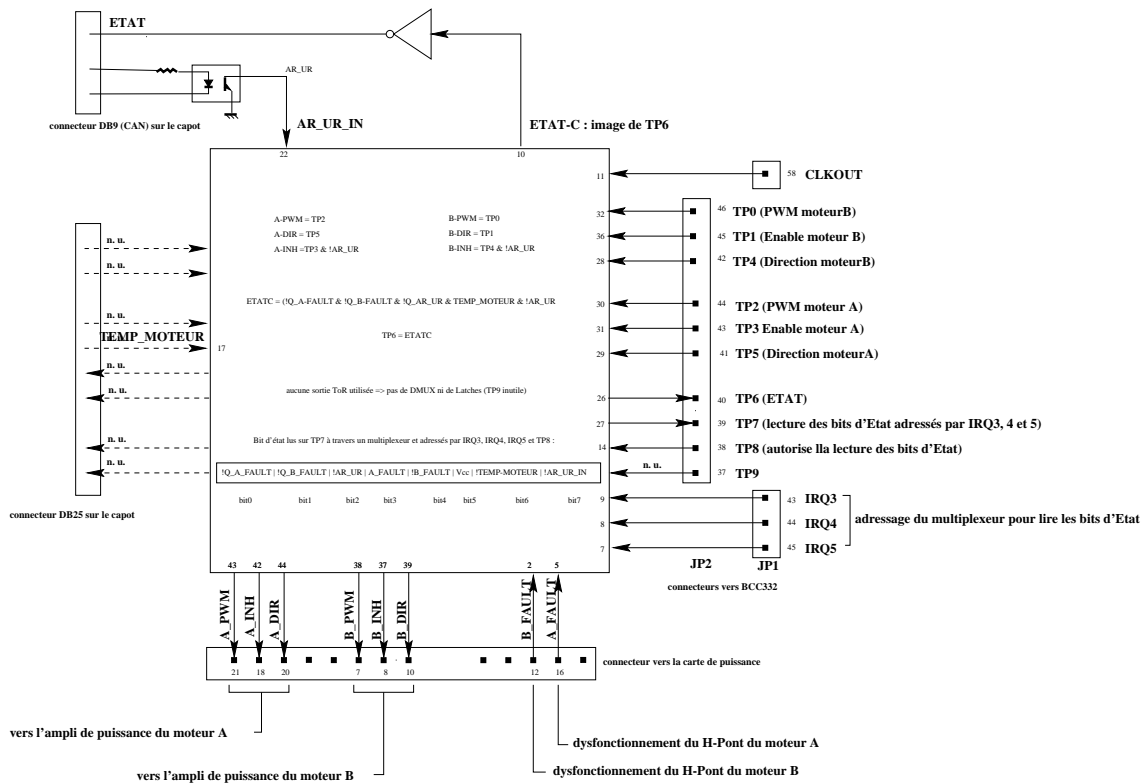 ETAT
AR_UR
connecteur DB9 (CAN) sur le capot
AR_UR_IN
ETAT-C : image de TP6
22
10
11
58 CLKOUT
A-PWM = TP2
B-PWM = TP0
A-DIR = TP5
B-DIR = TP1
A-INH =TP3 & !AR_UR
B-INH = TP4 & !AR_UR
32
46 TP0 (PWM moteurB)
36
45 TP1 (Enable moteur B)
28
42 TP4 (Direction moteurB)
n. u.
n. u.
ETATC = (!Q_A-FAULT & !Q_B-FAULT & !Q_AR_UR & TEMP_MOTEUR & !AR_UR
30
44 TP2 (PWM moteur A)
n. u.
31
43 TP3 Enable moteur A)
TEMP_MOTEUR
n. u.
17
TP6 = ETATC
29
41 TP5 (Direction moteurA)
n. u.
n. u.
aucune sortie ToR utilisée => pas de DMUX ni de Latches (TP9 inutile)
26
40 TP6 (ETAT)
27
39 TP7 (lecture des bits d'Etat adressés par IRQ3, 4 et 5)
n. u.
Bit d'état lus sur TP7 à travers un multiplexeur et adressés par IRQ3, IRQ4, IRQ5 et TP8 :
14
38 TP8 (autorise lla lecture des bits d'Etat)
n. u.
!Q_A_FAULT | !Q_B_FAULT | !AR_UR | A_FAULT | !B_FAULT | Vcc | !TEMP-MOTEUR | !AR_UR_IN
n. u.
37 TP9
bit0 bit1 bit2 bit3 bit4 bit5 bit6 bit7
connecteur DB25 sur le capot
9
43 IRQ3
8
44 IRQ4
adressage du multiplexeur pour lire les bits d'Etat
7
45 IRQ5
JP2
JP1
connecteurs vers BCC332
43 42 44 38 37 39 2 5
A_PWM
A_INH
A_DIR
B_PWM
B_INH
B_DIR
B_FAULT
A_FAULT
connecteur vers la carte de puissance
21 18 20 7 8 10 12 16
vers l'ampli de puissance du moteur A
dysfonctionnement du H-Pont du moteur A
vers l'ampli de puissance du moteur B
dysfonctionnement du H-Pont du moteur B